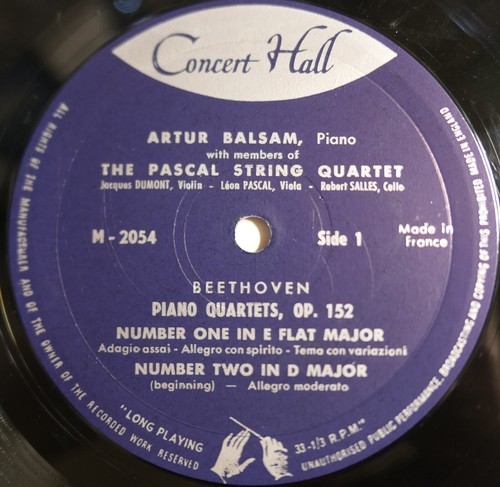 Concert Hall
ARTUR BALSAM, Piano
with members of
THE PASCAL STRING QUARTET
Jacques DUMONT, Violin - Léon PASCAL, Viola - Robert SALLES, Cello
M - 2054
Side 1
Made in
France
BEETHOVEN
PIANO QUARTETS, OP. 152
NUMBER ONE IN E FLAT MAJOR
Adagio assai - Allegro con spirito - Tema con variazioni
NUMBER TWO IN D MAJOR
(beginning) — Allegro moderato
"LONG PLAYING
33-1/3 R.P.M."
ALL RIGHTS OF THE MANUFACTURER AND OF THE OWNER OF THE RECORDED WORK RESERVED
UNAUTHORISED PUBLIC PERFORMANCE, BROADCASTING AND COPYING OF THIS PROHIBITED MADE IN ENGLAND